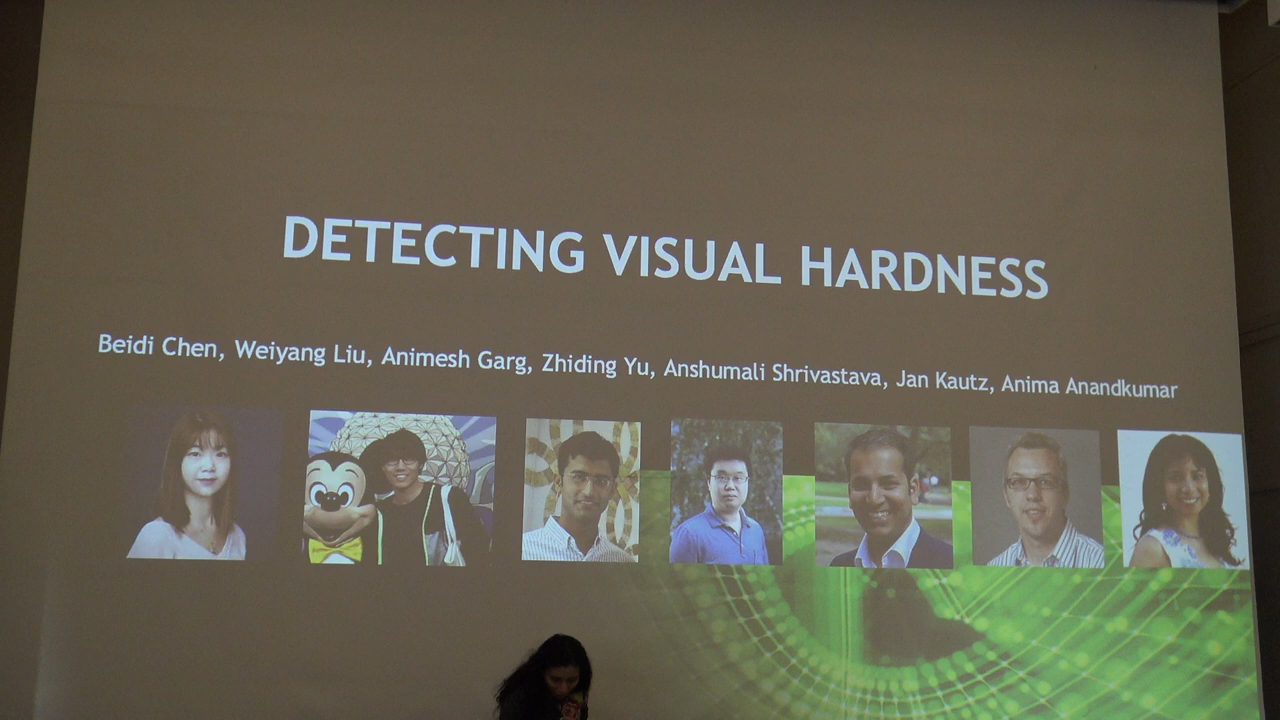 DETECTING VISUAL HARDNESS
Beidi Chen, Weiyang Liu, Animesh Garg, Zhiding Yu, Anshumali Shrivastava, Jan Kautz, Anima Anandkumar